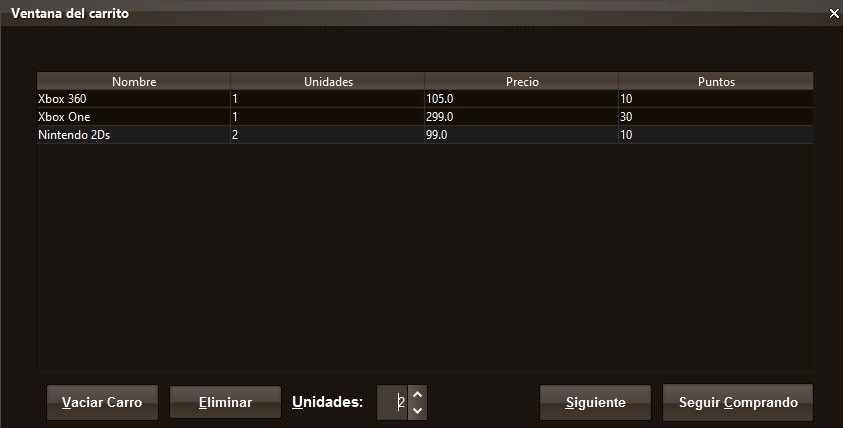 Ventana del carrito
Nombre Unidades Precio Puntos
Xbox 360 1 105.0 10
Xbox One 1 299.0 30
Nintendo 2Ds 2 99.0 10
Vaciar Carro Eliminar Unidades: 2 Siguiente Seguir Comprando